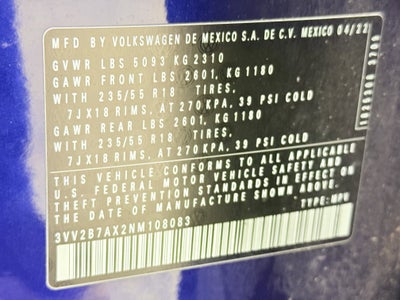 MFD BY VOLKSWAGEN DE MEXICO S.A. DE C.V. MEXICO 04/22
GVWR LBS 5093 KG 2310
GAWR FRONT LBS 2601, KG 1180
WITH 235/55 R18 TIRES,
7JX18 RIMS, AT 270 KPA, 39 PSI COLD
GAWR REAR LBS 2601, KG 1180
WITH 235/55 R18 TIRES,
7JX18 RIMS, AT 270 KPA, 39 PSI COLD
THIS VEHICLE CONFORMS TO ALL APPLICABLE
U.S. FEDERAL MOTOR VEHICLE SAFETY AND
THEFT PREVENTION STANDARDS IN EFFECT ON
THE DATE OF MANUFACTURE SHOWN ABOVE.
3VV2B7AX2NM108083 TYPE: MPV